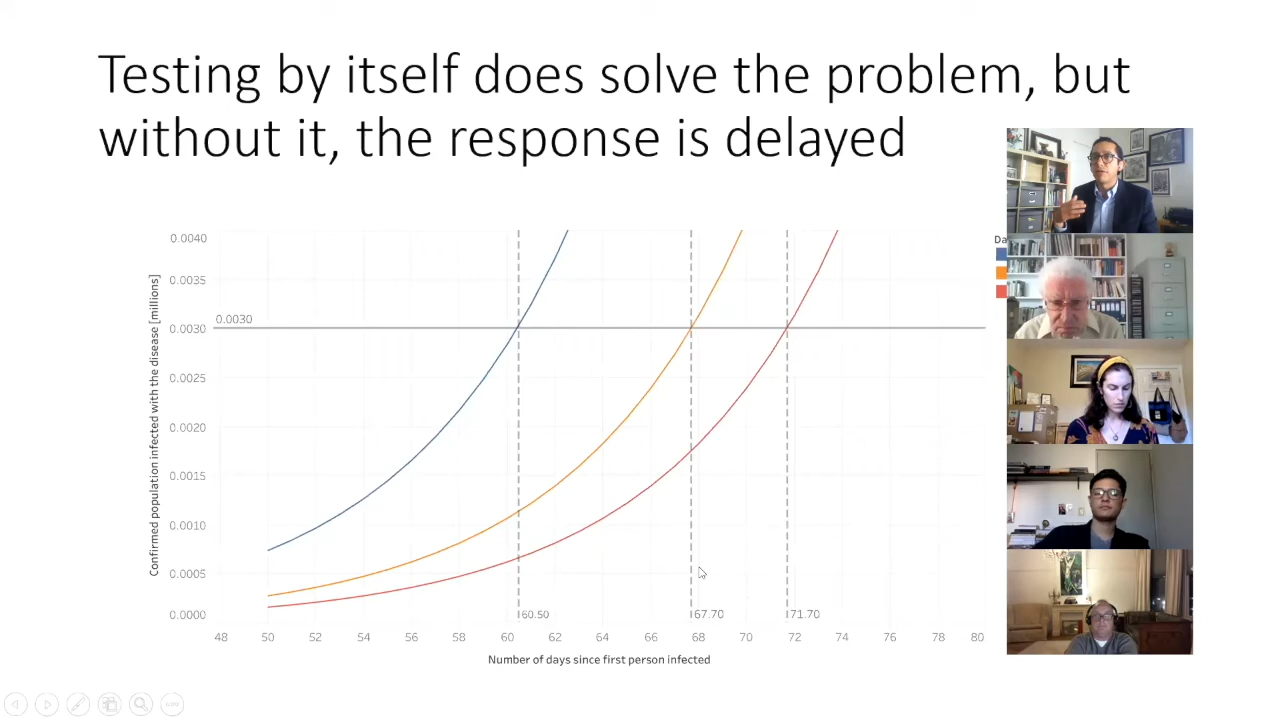 Testing by itself does solve the problem, but
without it, the response is delayed
Confirmed population infected with the disease [millions]
0.0040
0.0035
0.0030
0.0025
0.0020
0.0015
0.0010
0.0005
0.0000
0.0030
60.50
67.70
71.70
48 50 52 54 56 58 60 62 64 66 68 70 72 74 76 78 80
Number of days since first person infected
Da